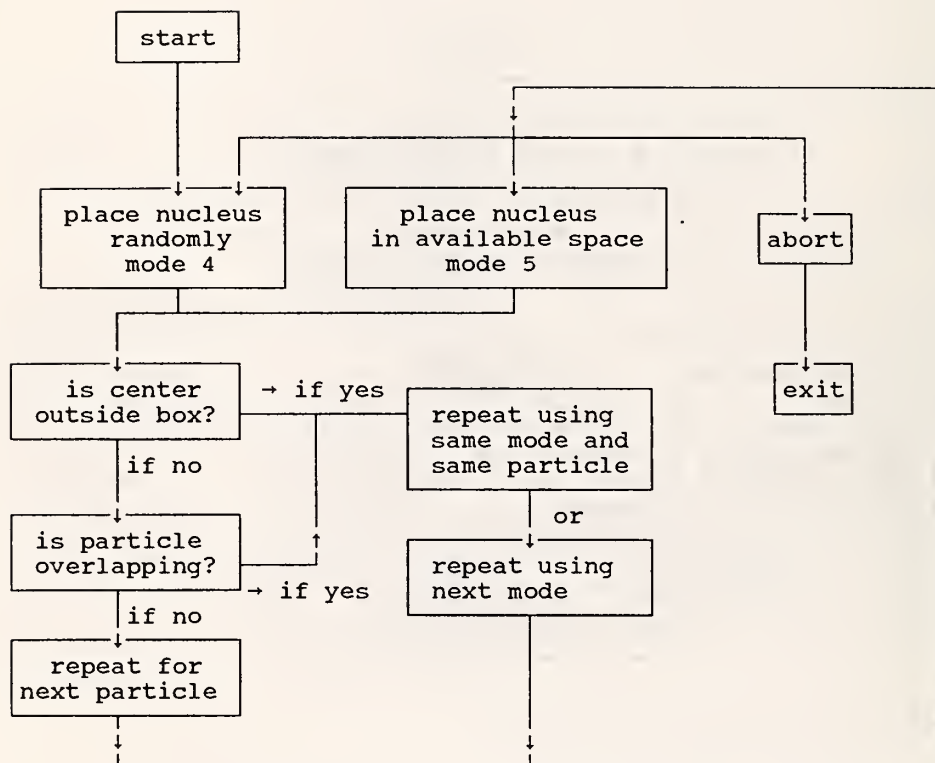 start
place nucleus
randomly
mode 4
place nucleus
in available space
mode 5
abort
exit
is center
outside box?
→ if yes
repeat using
same mode and
same particle
if no
or
is particle
overlapping?
→ if yes
repeat using
next mode
if no
repeat for
next particle